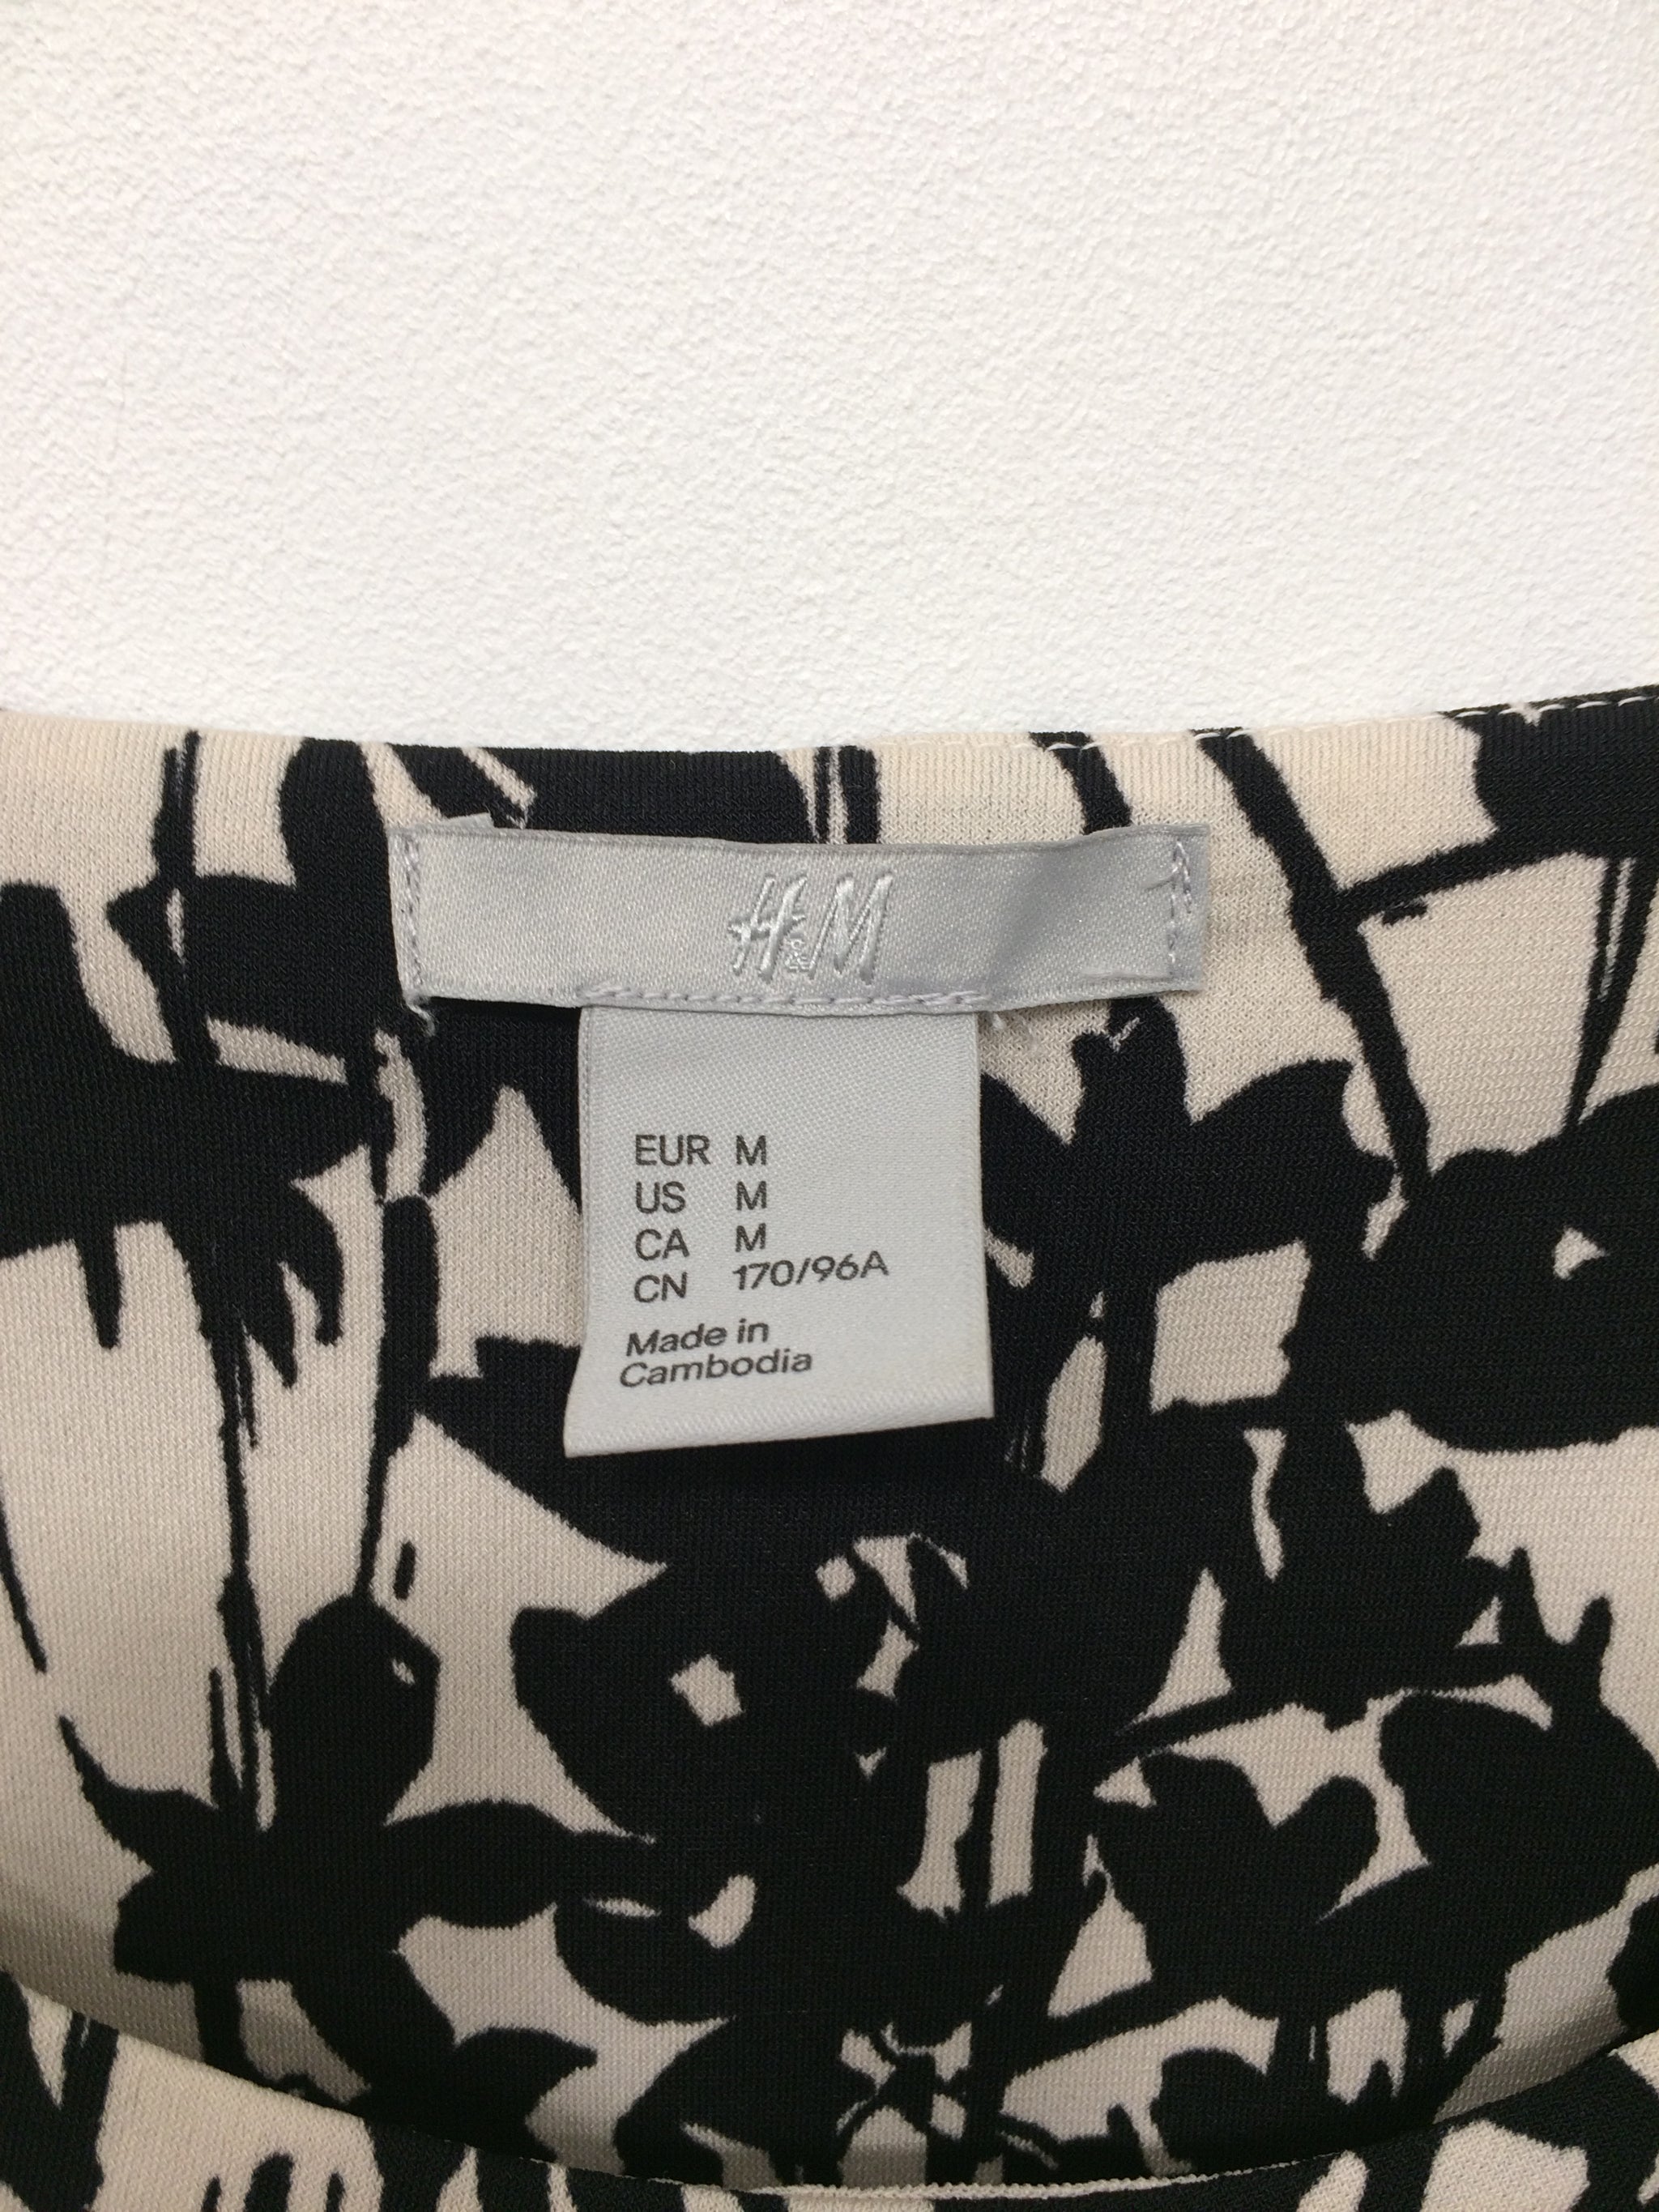 H&M
EUR M
US M
CA M
CN 170/96A
Made in
Cambodia